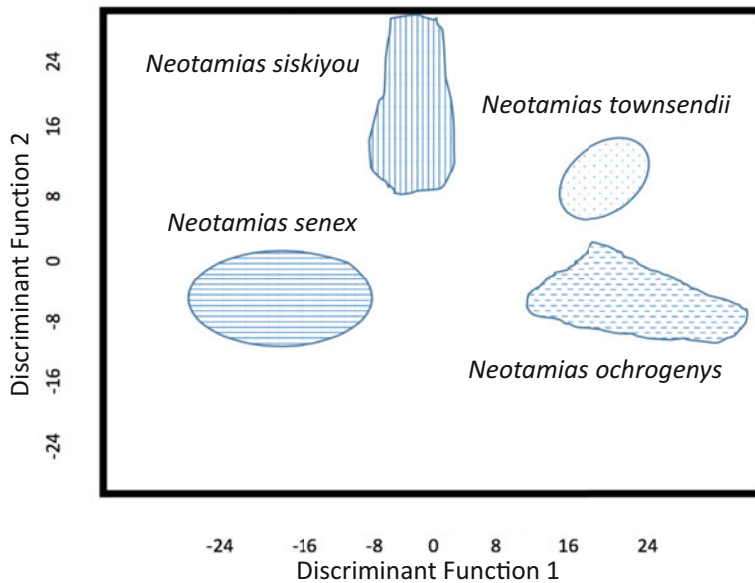 24
Neotamias siskiyou
Neotamias townsendii
16
8
Neotamias senex
0
-8
Neotamias ochrogenys
-16
-24
Discriminant Function 2
-24 -16 -8 0 8 16 24
Discriminant Function 1